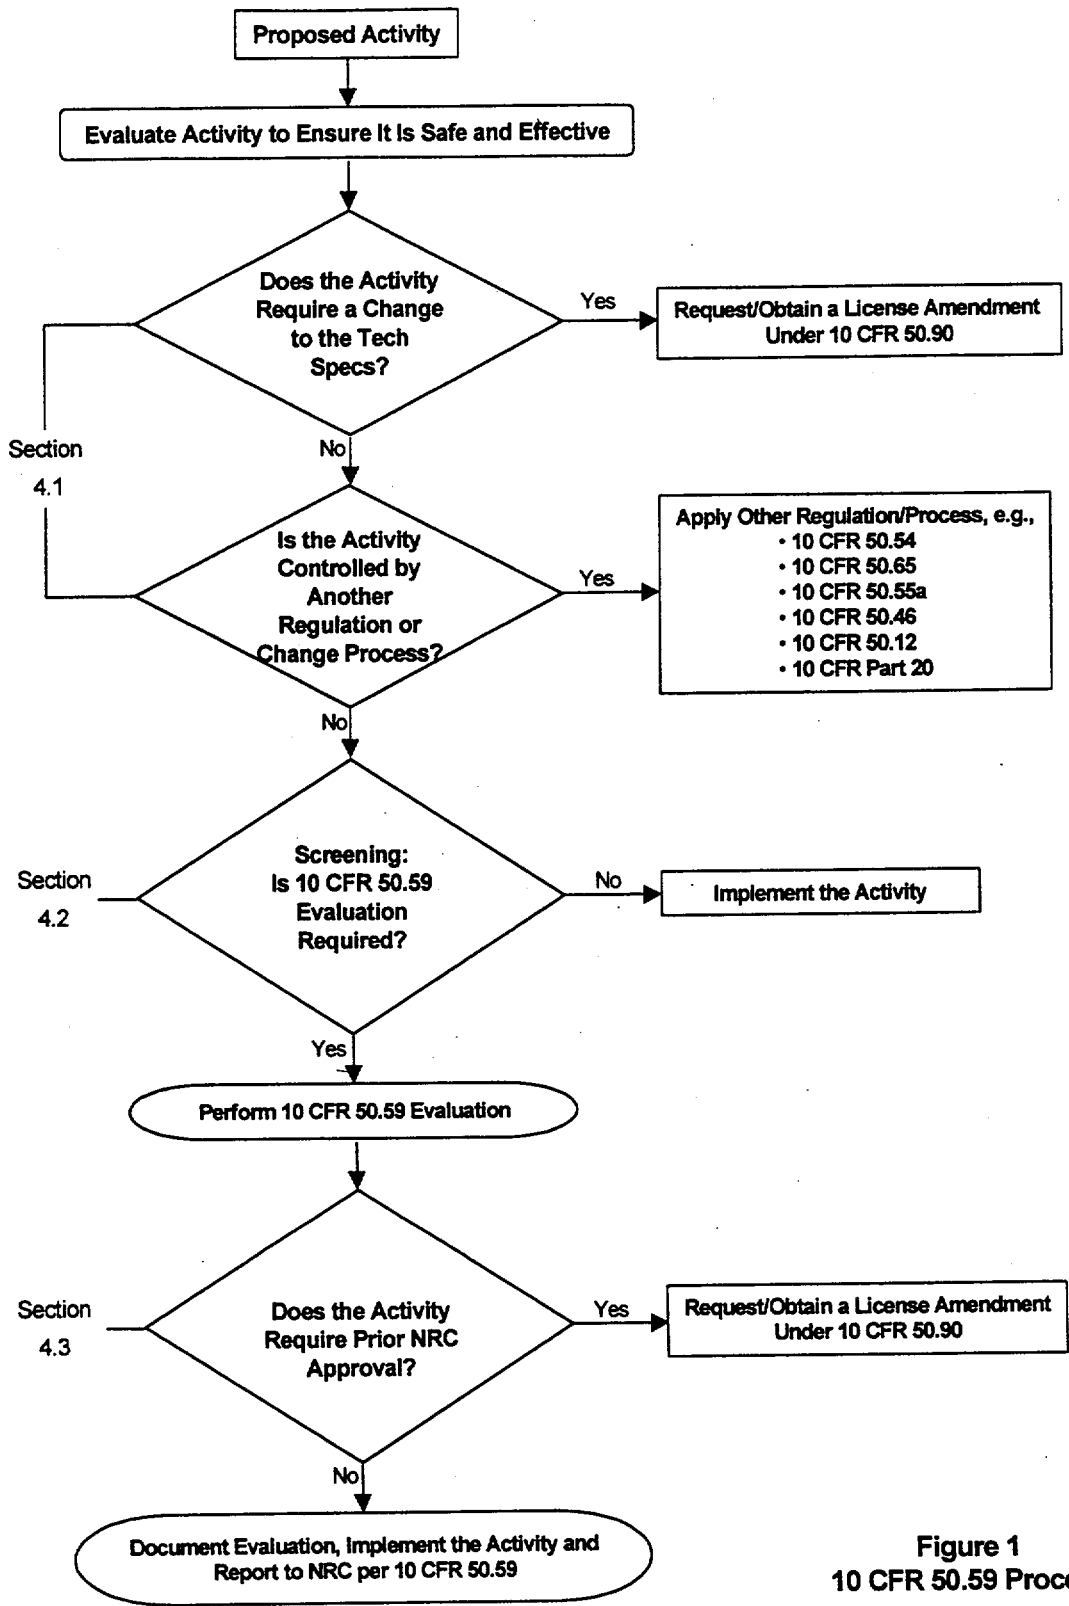 Proposed Activity
Evaluate Activity to Ensure It Is Safe and Effective
Does the Activity
Require a Change
to the Tech
Specs?
Yes
Request/Obtain a License Amendment
Under 10 CFR 50.90
Section
4.1
No
Is the Activity
Controlled by
Another
Regulation or
Change Process?
Yes
Apply Other Regulation/Process, e.g.,
• 10 CFR 50.54
• 10 CFR 50.65
• 10 CFR 50.55a
• 10 CFR 50.46
• 10 CFR 50.12
• 10 CFR Part 20
No
Section
4.2
Screening:
Is 10 CFR 50.59
Evaluation
Required?
No
Implement the Activity
Yes
Perform 10 CFR 50.59 Evaluation
Section
4.3
Does the Activity
Require Prior NRC
Approval?
Yes
Request/Obtain a License Amendment
Under 10 CFR 50.90
No
Document Evaluation, Implement the Activity and
Report to NRC per 10 CFR 50.59
Figure 1
10 CFR 50.59